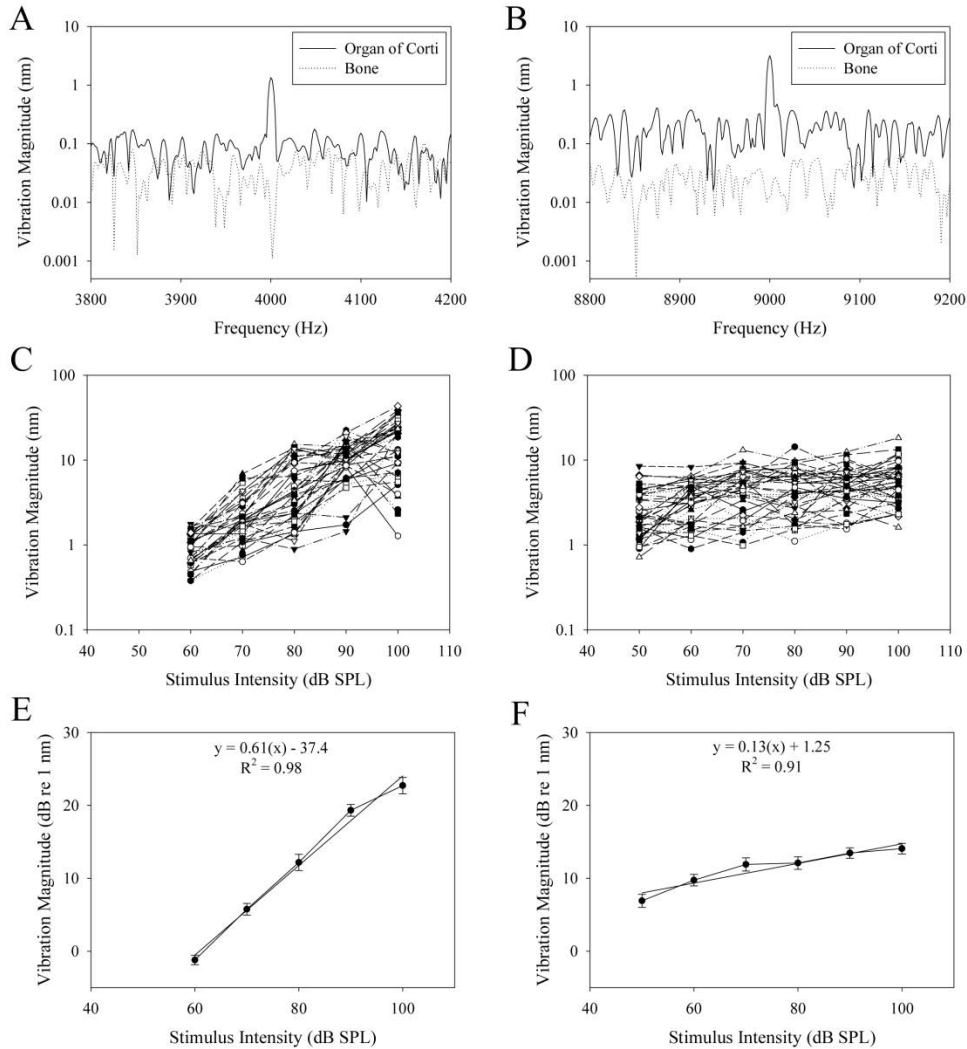 A
Vibration Magnitude (nm)
10
1
0.1
0.01
0.001
Organ of Corti
Bone
3800 3900 4000 4100 4200
Frequency (Hz)
B
Vibration Magnitude (nm)
10
1
0.1
0.01
0.001
Organ of Corti
Bone
8800 8900 9000 9100 9200
Frequency (Hz)
C
Vibration Magnitude (nm)
100
10
1
0.1
40 50 60 70 80 90 100 110
Stimulus Intensity (dB SPL)
D
Vibration Magnitude (nm)
100
10
1
0.1
40 50 60 70 80 90 100 110
Stimulus Intensity (dB SPL)
E
Vibration Magnitude (dB re 1 nm)
30
20
10
0
y = 0.61(x) - 37.4
R² = 0.98
40 60 80 100
Stimulus Intensity (dB SPL)
F
Vibration Magnitude (dB re 1 nm)
30
20
10
0
y = 0.13(x) + 1.25
R² = 0.91
40 60 80 100
Stimulus Intensity (dB SPL)